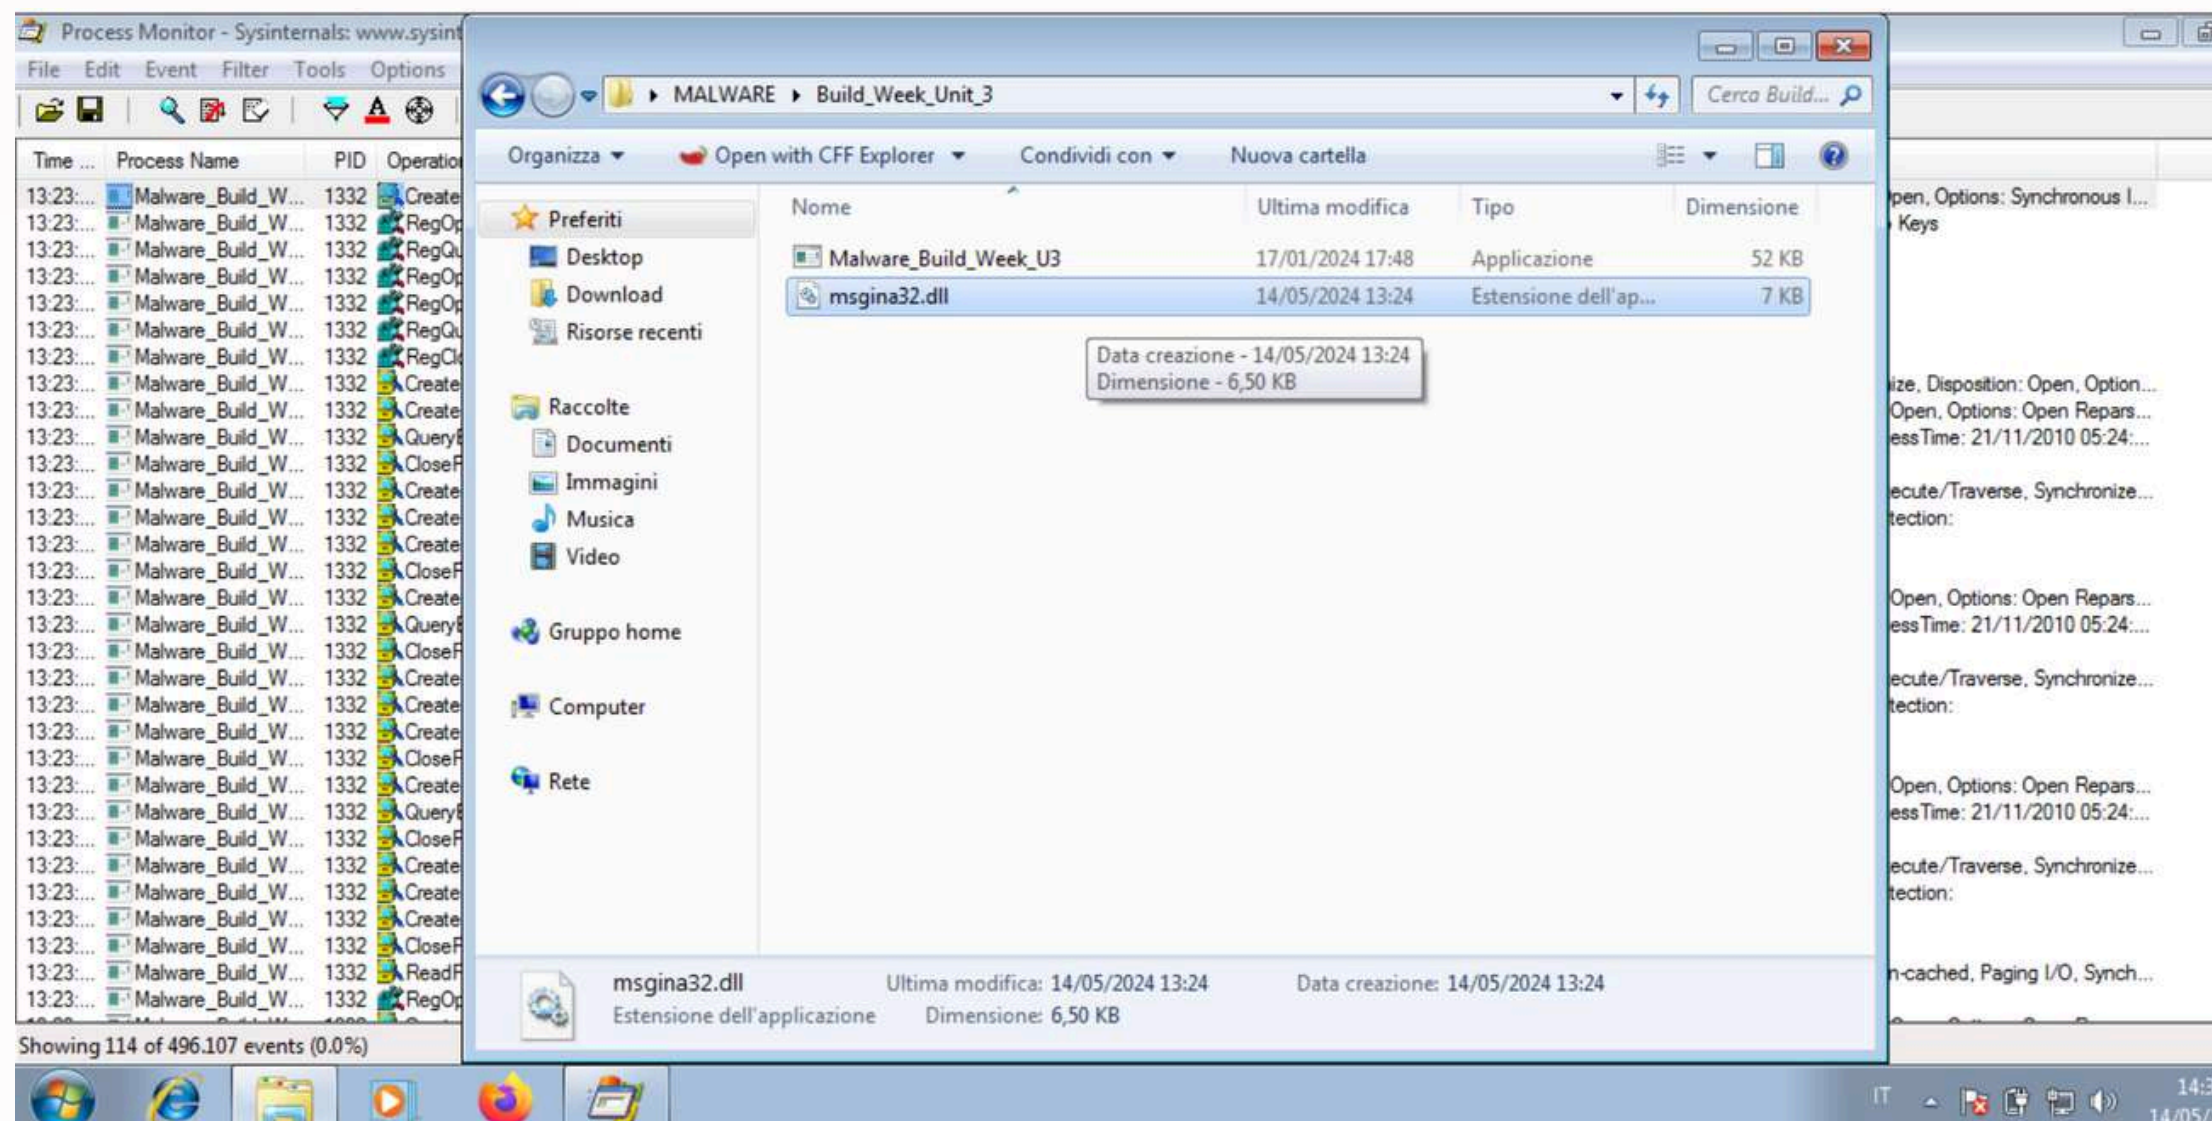 Process Monitor - Sysinternals: www.sysint
File Edit Event Filter Tools Options
Time ... Process Name PID Operation
13:23:... Malware_Build_W... 1332 Create
13:23:... Malware_Build_W... 1332 RegOp
13:23:... Malware_Build_W... 1332 RegQu
13:23:... Malware_Build_W... 1332 RegOp
13:23:... Malware_Build_W... 1332 RegOp
13:23:... Malware_Build_W... 1332 RegQu
13:23:... Malware_Build_W... 1332 RegClo
13:23:... Malware_Build_W... 1332 Create
13:23:... Malware_Build_W... 1332 Create
13:23:... Malware_Build_W... 1332 QueryB
13:23:... Malware_Build_W... 1332 CloseF
13:23:... Malware_Build_W... 1332 Create
13:23:... Malware_Build_W... 1332 Create
13:23:... Malware_Build_W... 1332 Create
13:23:... Malware_Build_W... 1332 CloseF
13:23:... Malware_Build_W... 1332 Create
13:23:... Malware_Build_W... 1332 QueryB
13:23:... Malware_Build_W... 1332 CloseF
13:23:... Malware_Build_W... 1332 Create
13:23:... Malware_Build_W... 1332 Create
13:23:... Malware_Build_W... 1332 Create
13:23:... Malware_Build_W... 1332 CloseF
13:23:... Malware_Build_W... 1332 Create
13:23:... Malware_Build_W... 1332 QueryB
13:23:... Malware_Build_W... 1332 CloseF
13:23:... Malware_Build_W... 1332 Create
13:23:... Malware_Build_W... 1332 Create
13:23:... Malware_Build_W... 1332 Create
13:23:... Malware_Build_W... 1332 CloseF
13:23:... Malware_Build_W... 1332 ReadF
13:23:... Malware_Build_W... 1332 RegOp
Showing 114 of 496.107 events (0.0%)
MALWARE Build_Week_Unit_3
Cerca Build...
Organizza Open with CFF Explorer Condividi con Nuova cartella
Preferiti
Desktop
Download
Risorse recenti
Raccolte
Documenti
Immagini
Musica
Video
Gruppo home
Computer
Rete
Nome Ultima modifica Tipo Dimensione
Malware_Build_Week_U3 17/01/2024 17:48 Applicazione 52 KB
msgina32.dll 14/05/2024 13:24 Estensione dell'ap... 7 KB
Data creazione - 14/05/2024 13:24
Dimensione - 6,50 KB
msgina32.dll Ultima modifica: 14/05/2024 13:24 Data creazione: 14/05/2024 13:24
Estensione dell'applicazione Dimensione: 6,50 KB
pen, Options: Synchronous I...
Keys
ize, Disposition: Open, Option...
Open, Options: Open Repars...
essTime: 21/11/2010 05:24:...
ecute/Traverse, Synchronize...
tection:
Open, Options: Open Repars...
essTime: 21/11/2010 05:24:...
ecute/Traverse, Synchronize...
tection:
Open, Options: Open Repars...
essTime: 21/11/2010 05:24:...
ecute/Traverse, Synchronize...
tection:
n-cached, Paging I/O, Synch...
IT
14:3
14/05/